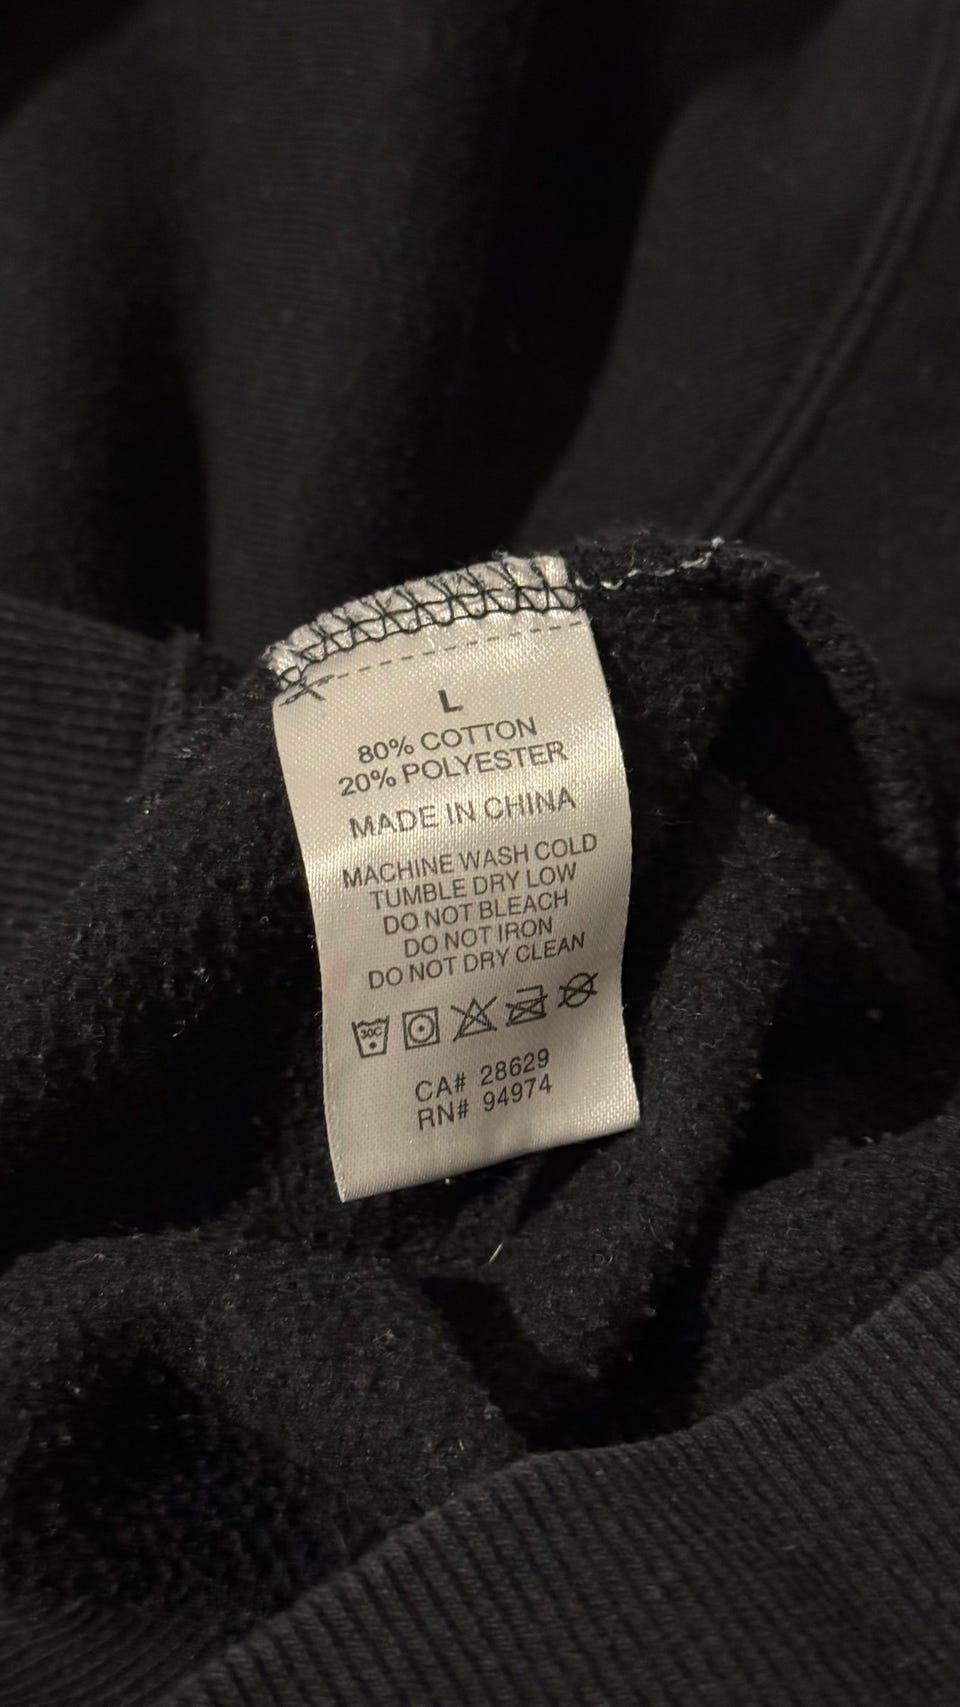 L
80% COTTON
20% POLYESTER
MADE IN CHINA
MACHINE WASH COLD
TUMBLE DRY LOW
DO NOT BLEACH
DO NOT IRON
DO NOT DRY CLEAN
30C
CA# 28629
RN# 94974